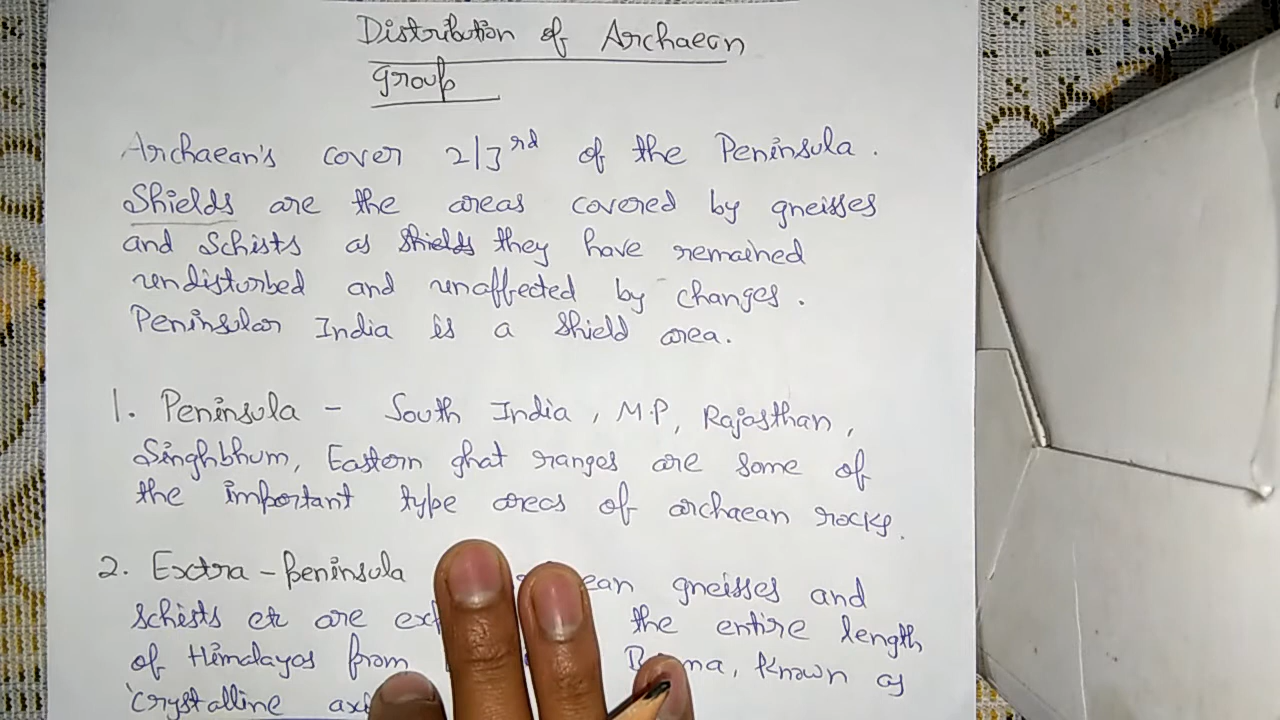 Distribution of Archaean
Group
Archaean's cover 2/3rd of the Peninsula.
Shields are the areas covered by gneisses
and Schists as shields they have remained
undisturbed and unaffected by changes.
Peninsular India is a shield area.
1. Peninsula - South India, M.P, Rajasthan,
Singhbhum, Eastern ghat ranges are some of
the important type areas of archaean rocks.
2. Extra-peninsula ean gneisses and
schists etc are ex the entire length
of Himalayas from known as
'Crystalline